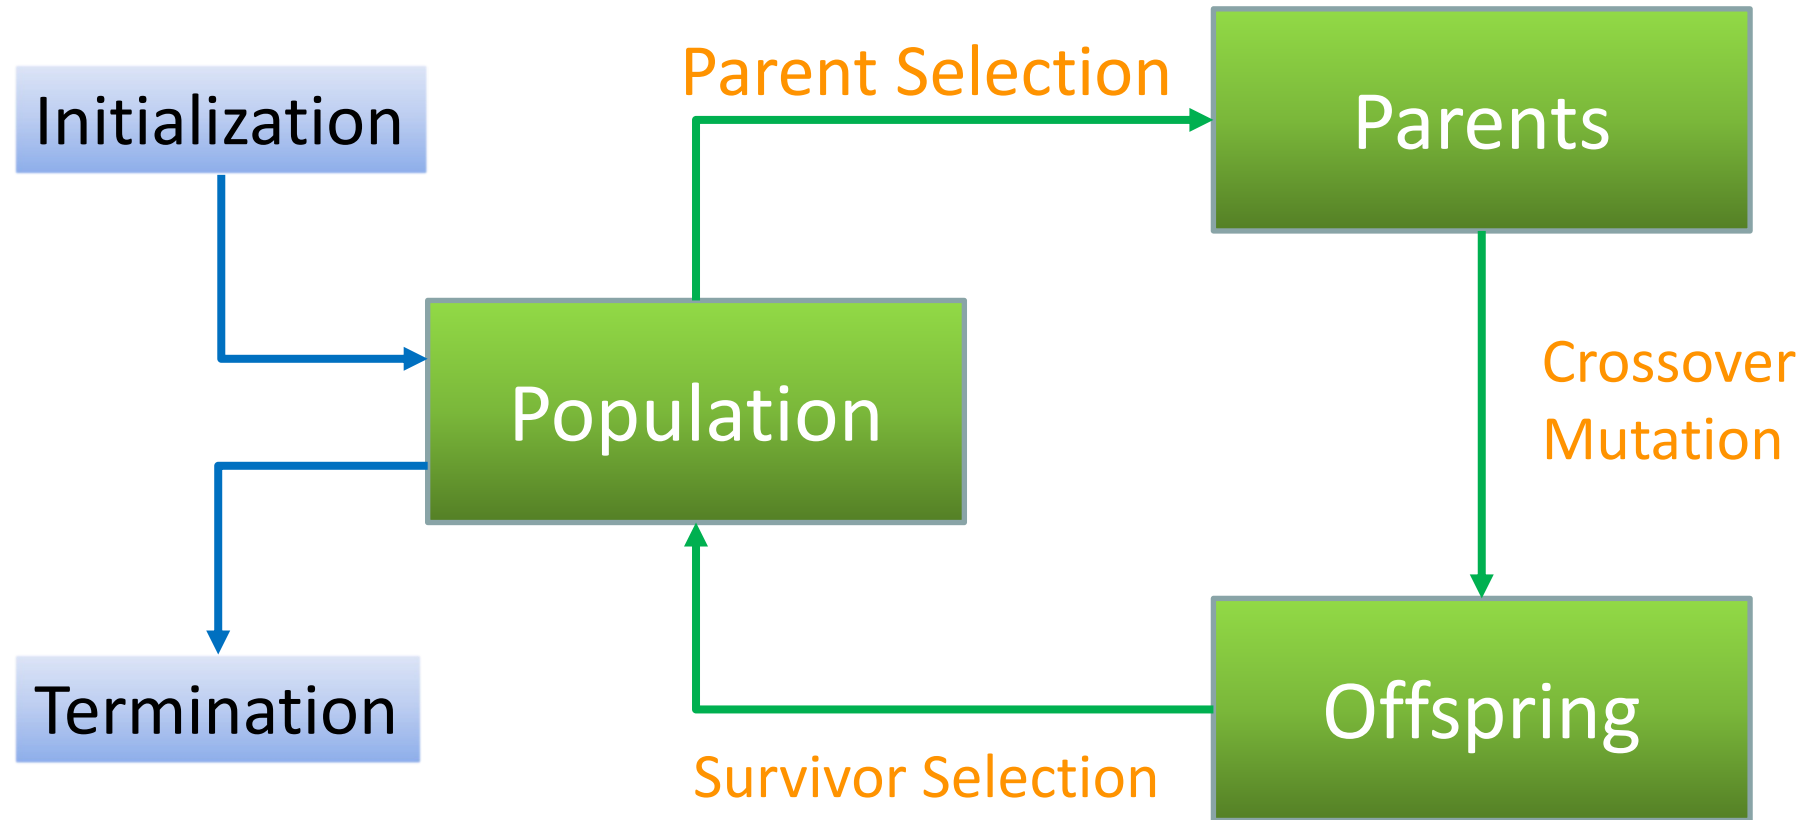 Initialization
Parent Selection
Parents
Population
Crossover
Mutation
Termination
Survivor Selection
Offspring